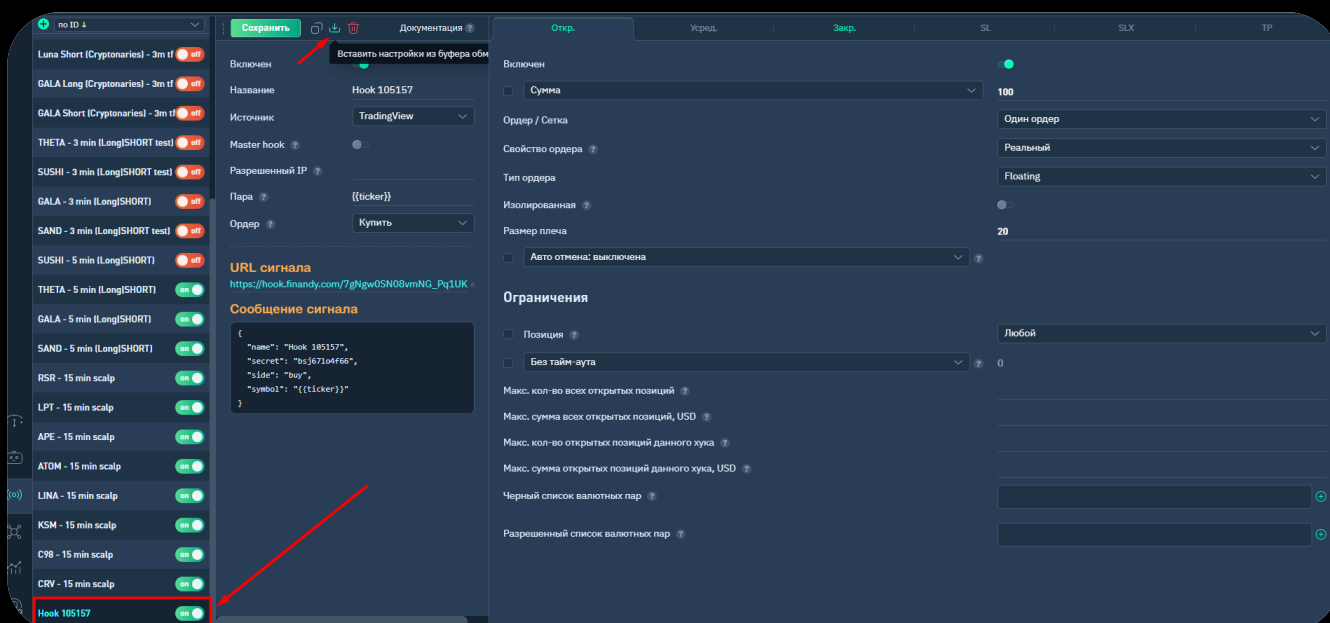 no ID ↓
Luna Short (Cryptonaries) - 3m tf off
GALA Long (Cryptonaries) - 3m tf off
GALA Short (Cryptonaries) - 3m tf off
THETA - 3 min (Long|SHORT test) off
SUSHI - 3 min (Long|SHORT test) off
GALA - 3 min (Long|SHORT) off
SAND - 3 min (Long|SHORT test) off
SUSHI - 5 min (Long|SHORT) off
THETA - 5 min (Long|SHORT) on
GALA - 5 min (Long|SHORT) on
SAND - 5 min (Long|SHORT) on
RSR - 15 min scalp on
LPT - 15 min scalp on
APE - 15 min scalp on
ATOM - 15 min scalp on
LINA - 15 min scalp on
KSM - 15 min scalp on
C98 - 15 min scalp on
CRV - 15 min scalp on
Hook 105157 on
Сохранить Документация ?
Вставить настройки из буфера обм
Включен
Название Hook 105157
Источник TradingView
Master hook ?
Разрешенный IP ?
Пара ? {{ticker}}
Ордер ? Купить
URL сигнала
https://hook.finandy.com/7gNgw0SN08vmNG_Pq1UK
Сообщение сигнала
{
"name": "Hook 105157",
"secret": "bsj67lo4f66",
"side": "buy",
"symbol": "{{ticker}}"
}
Откр. Усред. Закр. SL SLX TP
Включен
Сумма 100
Ордер / Сетка Один ордер
Свойство ордера ? Реальный
Тип ордера Floating
Изолированная ?
Размер плеча 20
Авто отмена: выключена ?
Ограничения
Позиция ? Любой
Без тайм-аута ? 0
Макс. кол-во всех открытых позиций ?
Макс. сумма всех открытых позиций, USD ?
Макс. кол-во открытых позиций данного хука ?
Макс. сумма открытых позиций данного хука, USD ?
Черный список валютных пар ?
Разрешенный список валютных пар ?